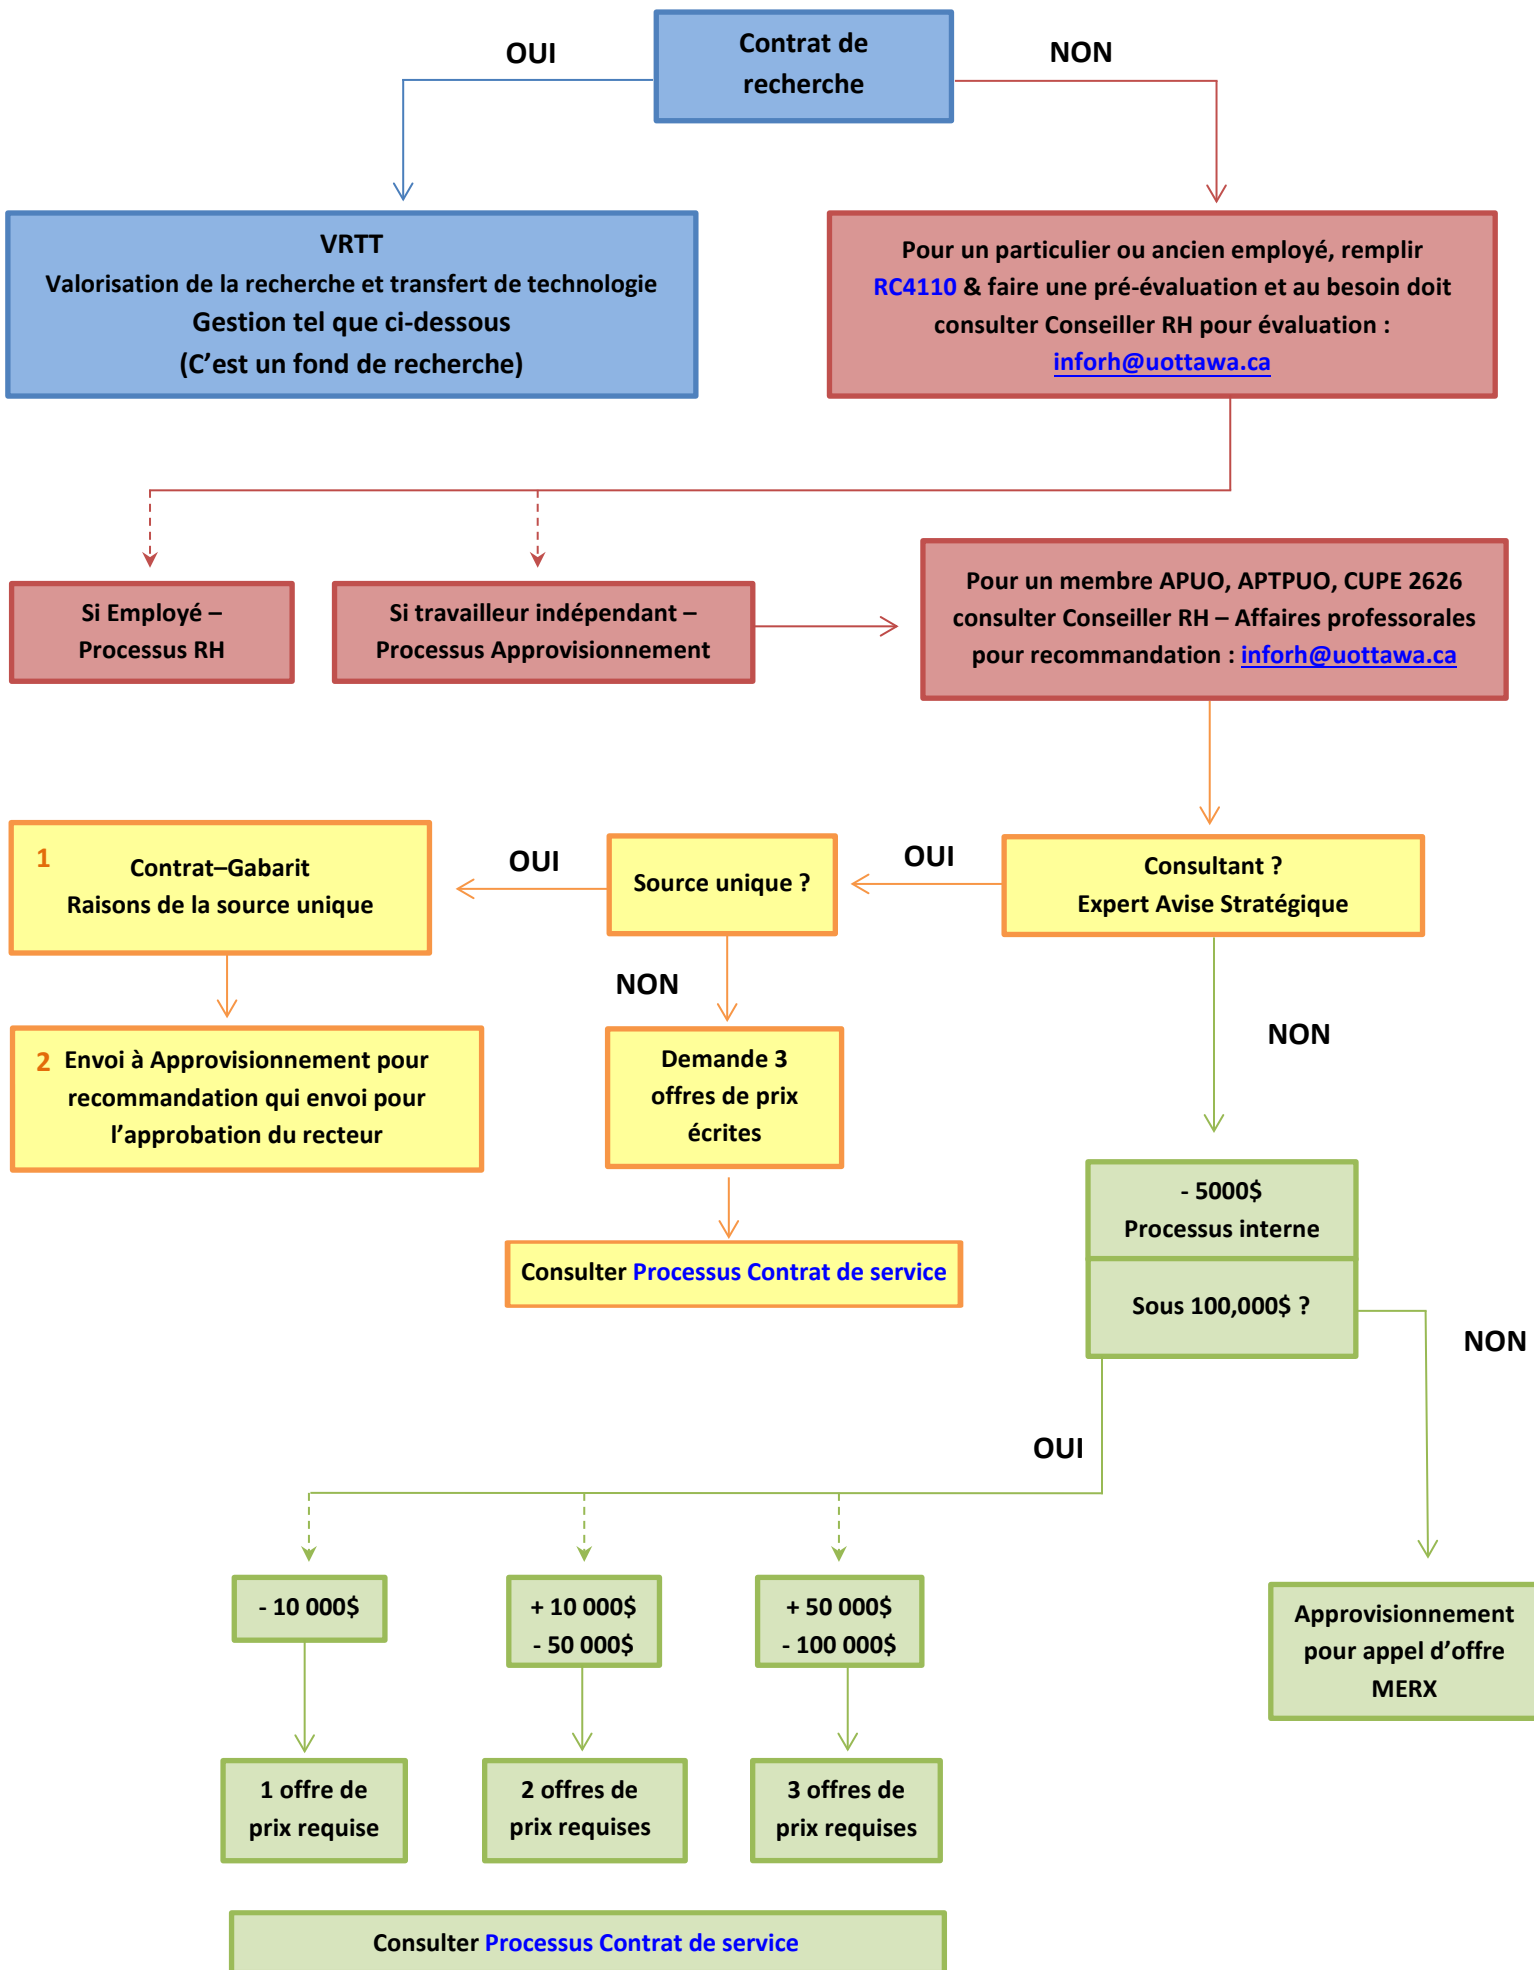 Contrat de
recherche
OUI
NON
VRTT
Valorisation de la recherche et transfert de technologie
Gestion tel que ci-dessous
(C’est un fond de recherche)
Pour un particulier ou ancien employé, remplir
RC4110 & faire une pré-évaluation et au besoin doit
consulter Conseiller RH pour évaluation :
inforh@uottawa.ca
Si Employé –
Processus RH
Si travailleur indépendant –
Processus Approvisionnement
Pour un membre APUO, APTPUO, CUPE 2626
consulter Conseiller RH – Affaires professorales
pour recommandation : inforh@uottawa.ca
Consultant ?
Expert Avise Stratégique
OUI
Source unique ?
OUI
1
Contrat–Gabarit
Raisons de la source unique
2 Envoi à Approvisionnement pour
recommandation qui envoi pour
l’approbation du recteur
NON
Demande 3
offres de prix
écrites
Consulter Processus Contrat de service
NON
- 5000$
Processus interne
Sous 100,000$ ?
NON
OUI
- 10 000$
+ 10 000$
- 50 000$
+ 50 000$
- 100 000$
Approvisionnement
pour appel d’offre
MERX
1 offre de
prix requise
2 offres de
prix requises
3 offres de
prix requises
Consulter Processus Contrat de service